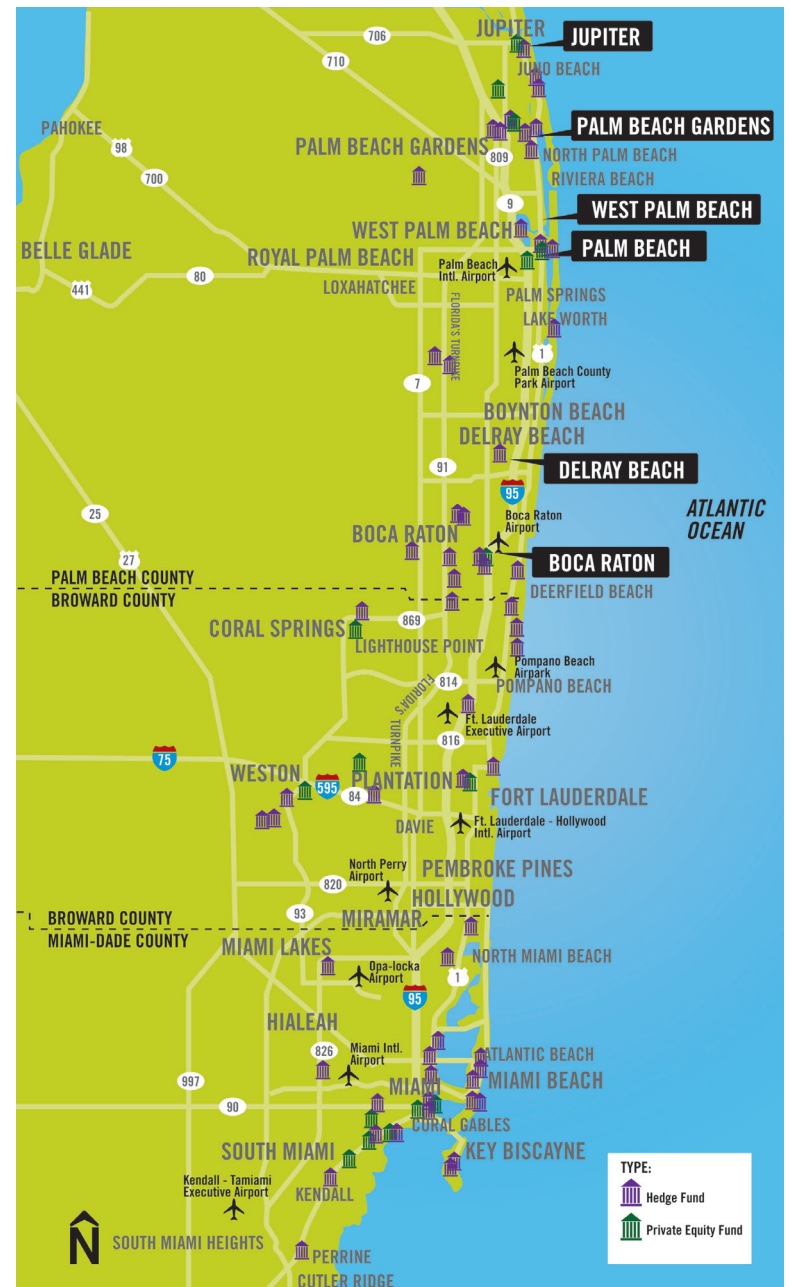 JUPITER
706
JUPITER
710
JUNO BEACH
PAHOKEE
98
PALM BEACH GARDENS
PALM BEACH GARDENS
809
NORTH PALM BEACH
700
RIVIERA BEACH
9
WEST PALM BEACH
WEST PALM BEACH
BELLE GLADE
ROYAL PALM BEACH
PALM BEACH
Palm Beach
Intl. Airport
80
441
LOXAHATCHEE
PALM SPRINGS
FLORIDA'S TURNPIKE
LAKE WORTH
1
Palm Beach County
Park Airport
7
BOYNTON BEACH
DELRAY BEACH
91
DELRAY BEACH
95
25
Boca Raton
Airport
ATLANTIC
OCEAN
BOCA RATON
27
BOCA RATON
PALM BEACH COUNTY
BROWARD COUNTY
DEERFIELD BEACH
869
CORAL SPRINGS
LIGHTHOUSE POINT
Pompano Beach
Airpark
814
POMPANO BEACH
FLORIDA'S
TURNPIKE
Ft. Lauderdale
Executive Airport
816
75
WESTON
595
PLANTATION
84
FORT LAUDERDALE
DAVIE
Ft. Lauderdale - Hollywood
Intl. Airport
North Perry
Airport
PEMBROKE PINES
820
HOLLYWOOD
93
BROWARD COUNTY
MIRAMAR
MIAMI-DADE COUNTY
MIAMI LAKES
NORTH MIAMI BEACH
Opa-locka
Airport
1
95
HIALEAH
826
Miami Intl.
Airport
ATLANTIC BEACH
997
MIAMI
MIAMI BEACH
90
CORAL GABLES
SOUTH MIAMI
KEY BISCAYNE
Kendall - Tamiami
Executive Airport
KENDALL
TYPE:
Hedge Fund
Private Equity Fund
N
SOUTH MIAMI HEIGHTS
PERRINE
CUTLER RIDGE